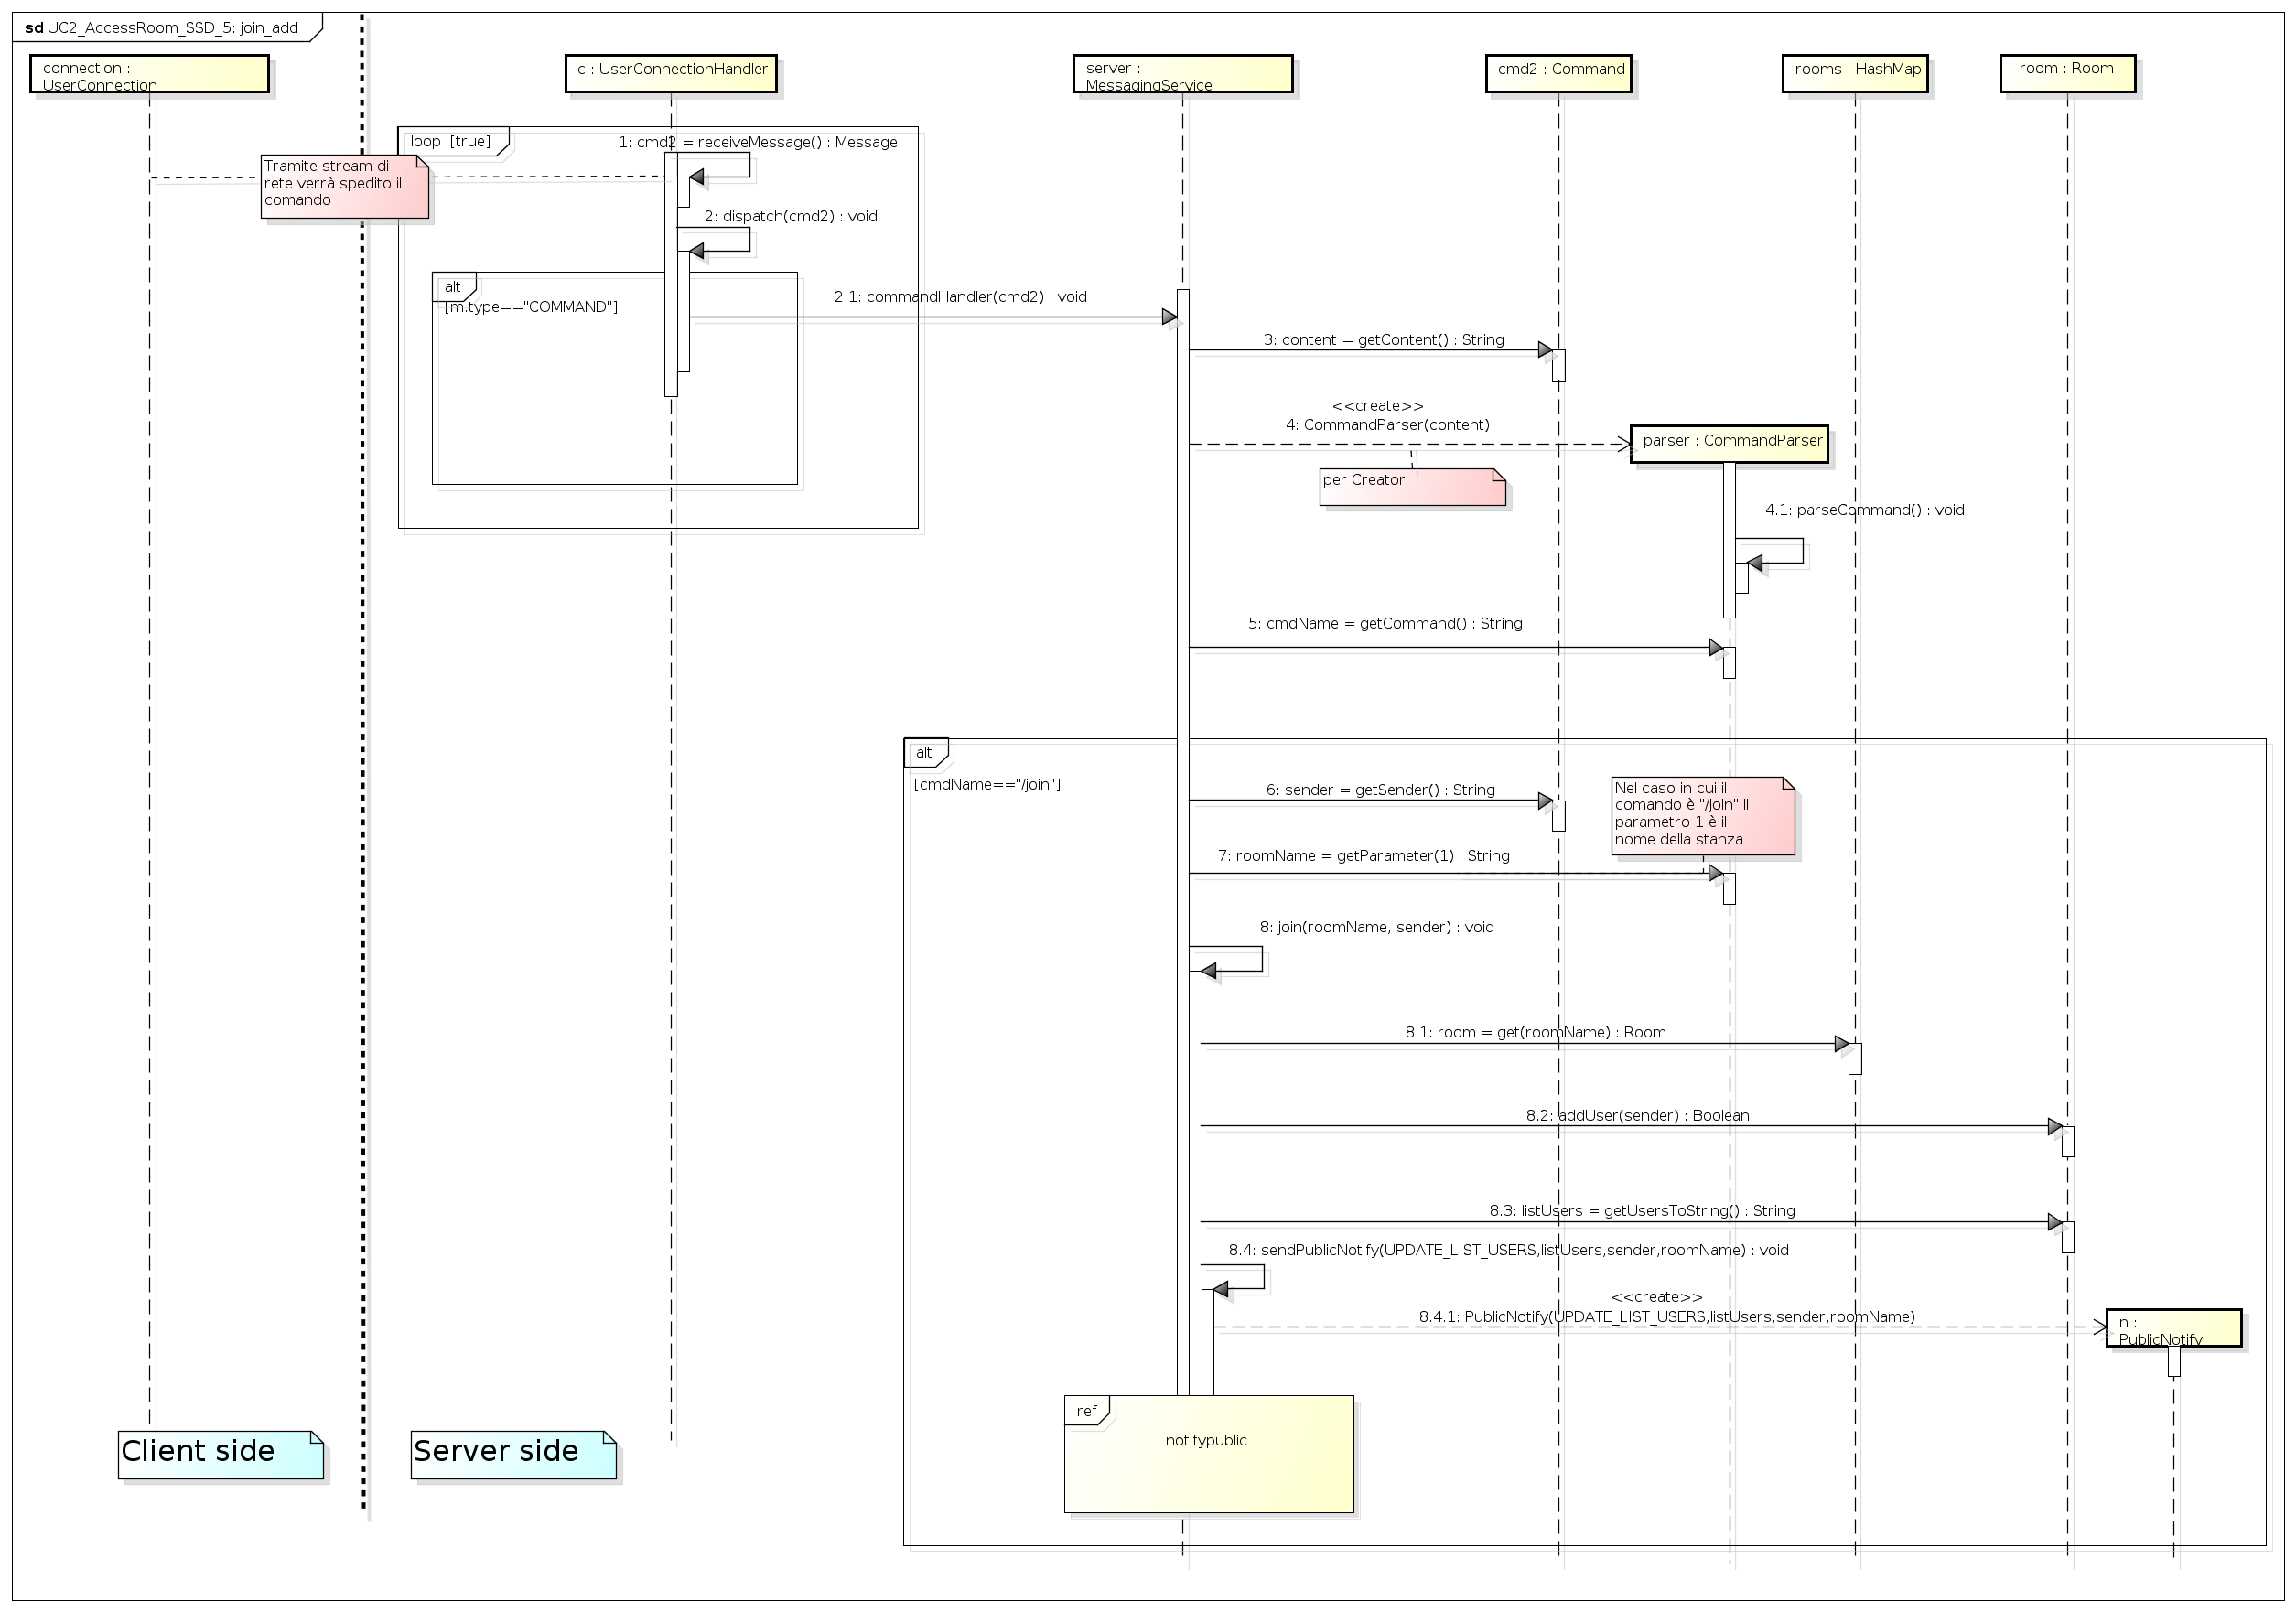 sd UC2_AccessRoom_SSD_5: join_add
connection :
UserConnection
c : UserConnectionHandler
server :
MessagingService
cmd2 : Command
rooms : HashMap
room : Room
loop [true]
1: cmd2 = receiveMessage() : Message
Tramite stream di
rete verrà spedito il
comando
2: dispatch(cmd2) : void
alt
[m.type=="COMMAND"]
2.1: commandHandler(cmd2) : void
3: content = getContent() : String
<<create>>
4: CommandParser(content)
parser : CommandParser
per Creator
4.1: parseCommand() : void
5: cmdName = getCommand() : String
alt
[cmdName=="/join"]
6: sender = getSender() : String
Nel caso in cui il
comando è "/join" il
parametro 1 è il
nome della stanza
7: roomName = getParameter(1) : String
8: join(roomName, sender) : void
8.1: room = get(roomName) : Room
8.2: addUser(sender) : Boolean
8.3: listUsers = getUsersToString() : String
8.4: sendPublicNotify(UPDATE_LIST_USERS,listUsers,sender,roomName) : void
<<create>>
8.4.1: PublicNotify(UPDATE_LIST_USERS,listUsers,sender,roomName)
n :
PublicNotify
ref
notifypublic
Client side
Server side